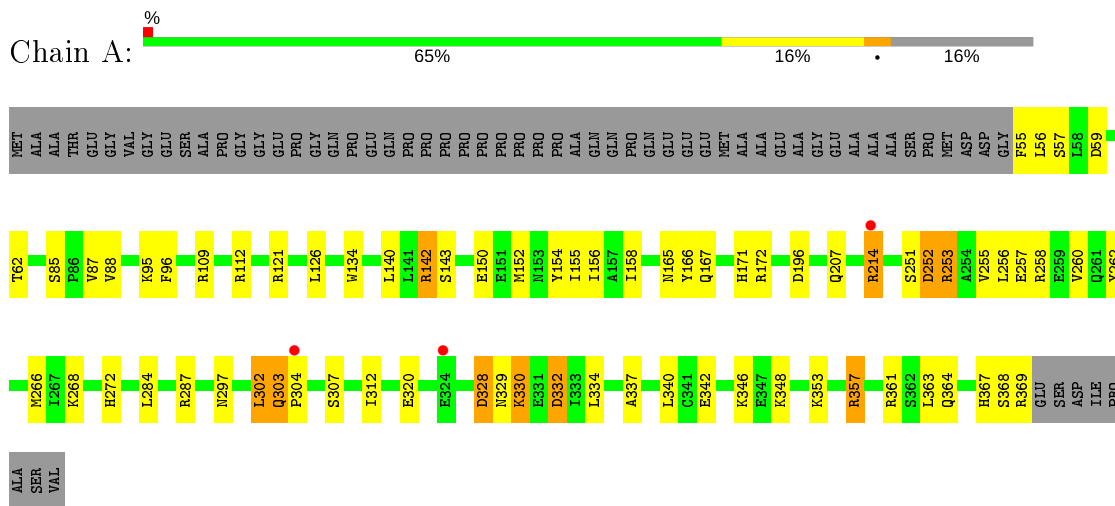 %
Chain A:
65% 16% • 16%
MET ALA ALA THR GLU GLY VAL GLY GLU SER ALA PRO GLY GLY GLU PRO GLY GLN PRO GLU GLN PRO PRO PRO PRO PRO PRO PRO PRO PRO ALA GLN GLN PRO GLN GLU GLU GLU MET ALA ALA GLU ALA GLY GLU ALA ALA ALA SER PRO MET ASP ASP GLY F55 L56 S57 L58 D59
T62 S85 P86 V87 V88 K95 F96 R109 R112 R121 L126 W134 L140 L141 R142 S143 E150 E151 M152 N153 Y154 I155 I156 A157 I158 N165 Y166 Q167 H171 R172 D196 Q207 R214 S251 D252 R253 A254 V255 L256 E257 R258 E259 V260 Q261 Y262
M266 I267 K268 H272 L284 R287 N297 L302 Q303 P304 S307 I312 E320 E324 D328 N329 K330 E331 D332 I333 L334 A337 L340 C341 E342 K346 E347 K348 K353 R357 R361 S362 L363 Q364 H367 S368 R369 GLU SER ASP ILE PRO
ALA SER VAL